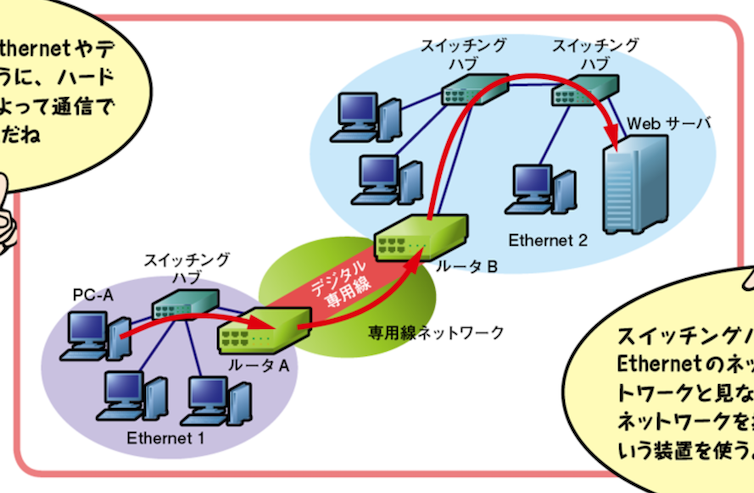 thernetやデ
うに、ハード
よって通信で
だね
スイッチング
ハブ
スイッチング
ハブ
Web サーバ
Ethernet 2
ルータ B
デジタル
専用線
専用線ネットワーク
スイッチング
ハブ
PC-A
ルータ A
Ethernet 1
スイッチングハ
Ethernetのネッ
トワークと見な
ネットワークを
いう装置を使う